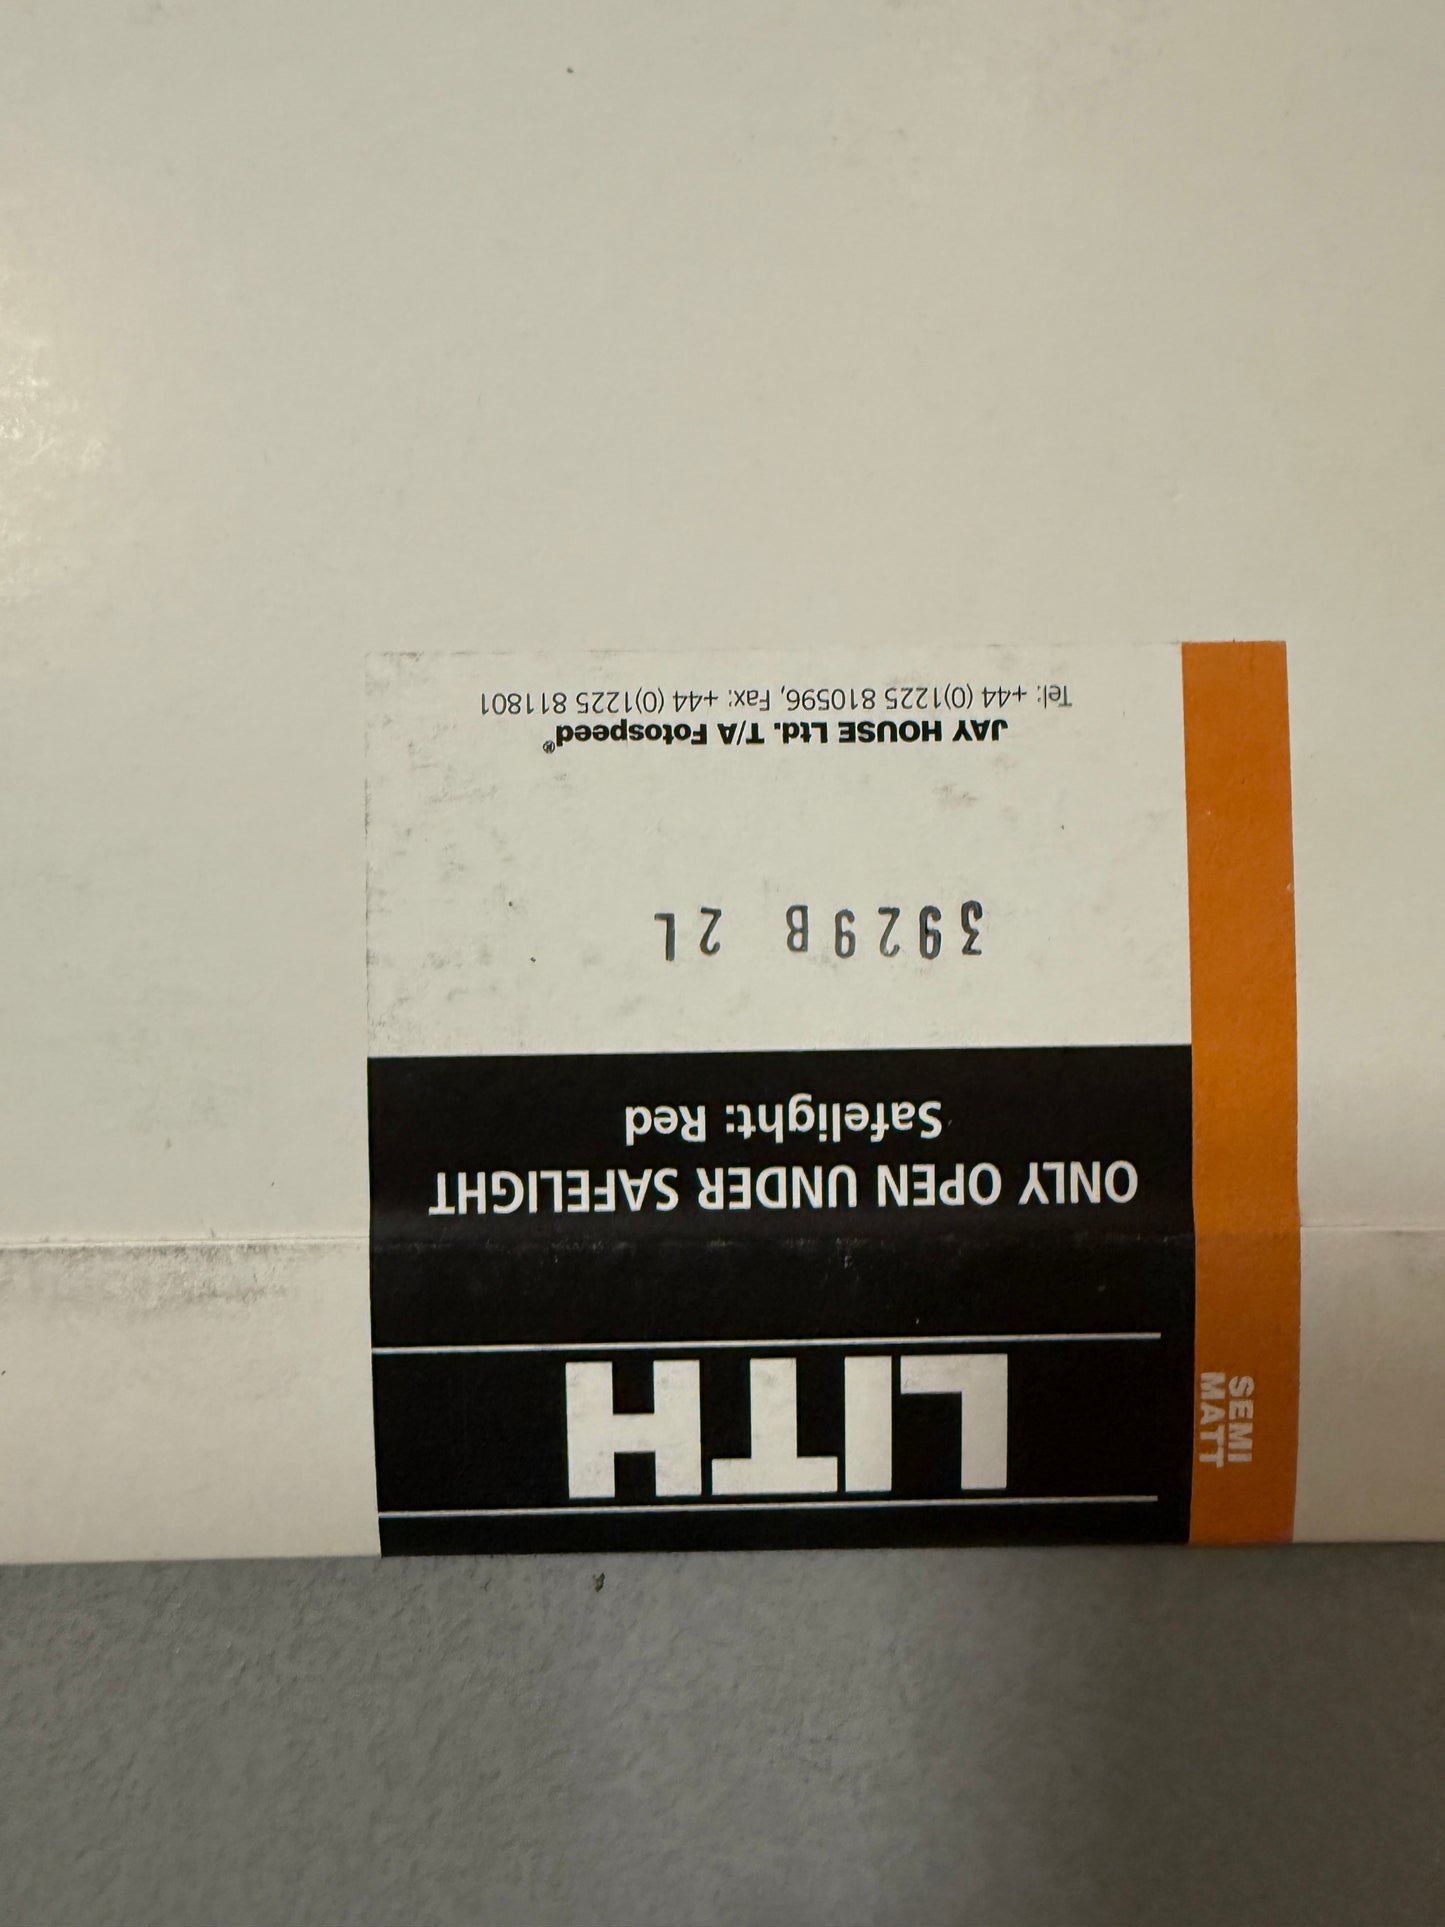 LITH
SEMI
MATT
ONLY OPEN UNDER SAFELIGHT
Safelight: Red
3929B 2L
JAY HOUSE Ltd. T/A Fotospeed®
Tel: +44 (0)1225 810596, Fax: +44 (0)1225 811801